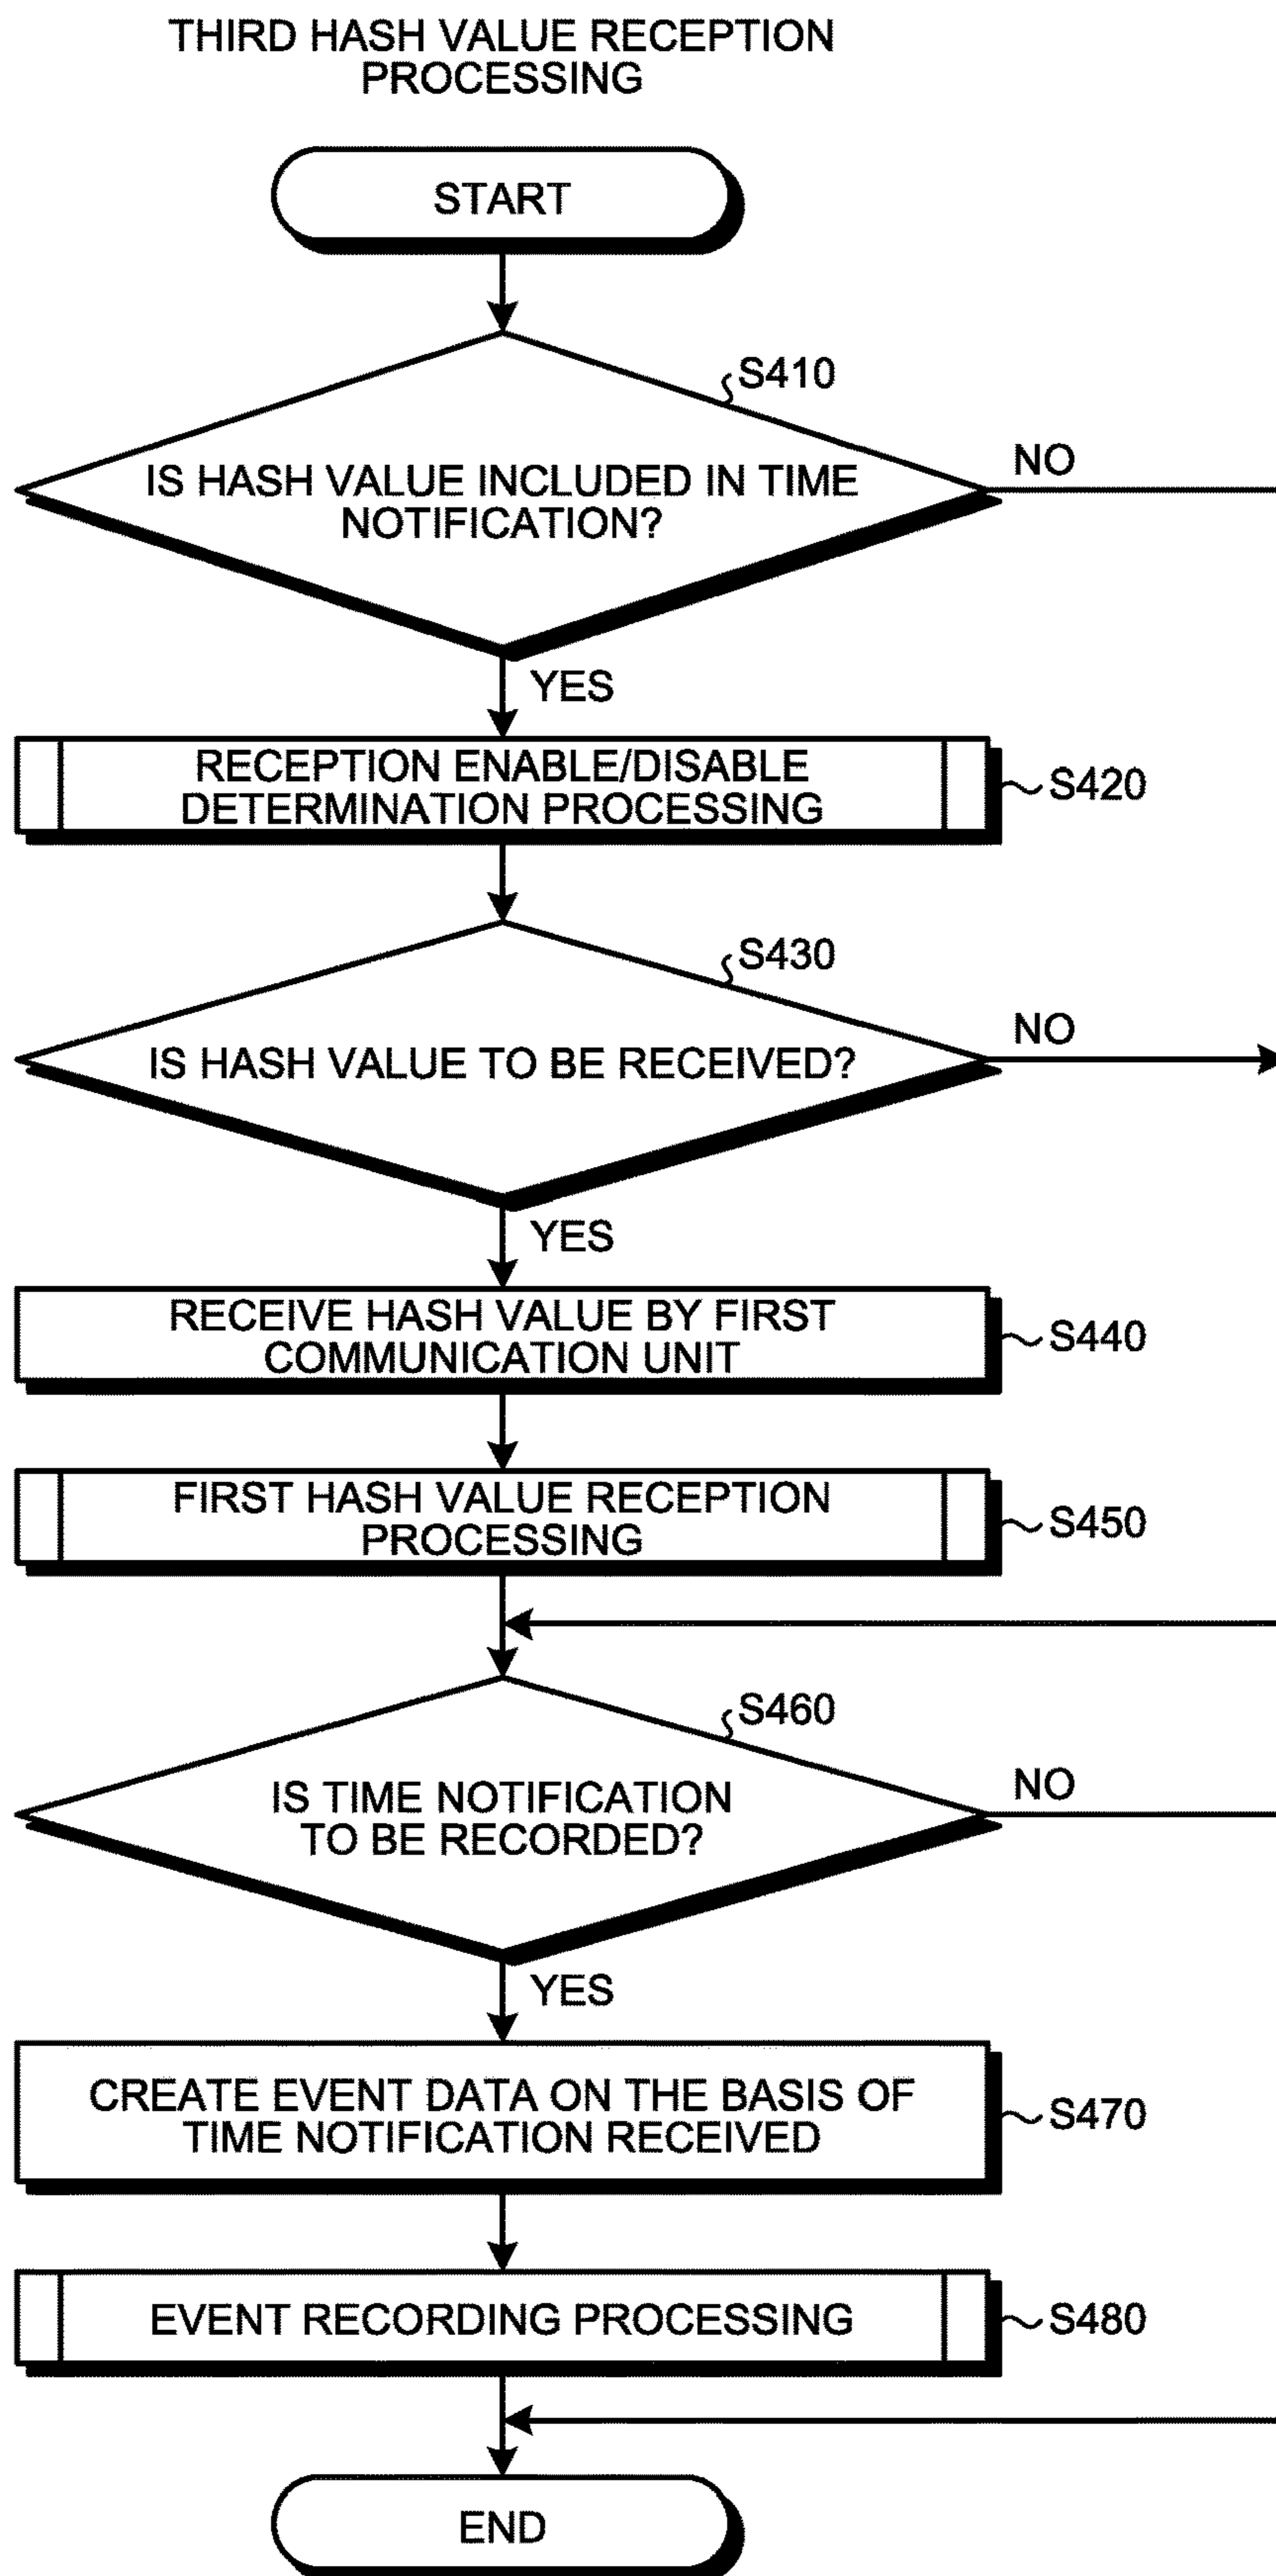 THIRD HASH VALUE RECEPTION
PROCESSING
START
S410
IS HASH VALUE INCLUDED IN TIME
NOTIFICATION?
NO
YES
RECEPTION ENABLE/DISABLE
DETERMINATION PROCESSING
S420
S430
IS HASH VALUE TO BE RECEIVED?
NO
YES
RECEIVE HASH VALUE BY FIRST
COMMUNICATION UNIT
S440
FIRST HASH VALUE RECEPTION
PROCESSING
S450
S460
IS TIME NOTIFICATION
TO BE RECORDED?
NO
YES
CREATE EVENT DATA ON THE BASIS OF
TIME NOTIFICATION RECEIVED
S470
EVENT RECORDING PROCESSING
S480
END